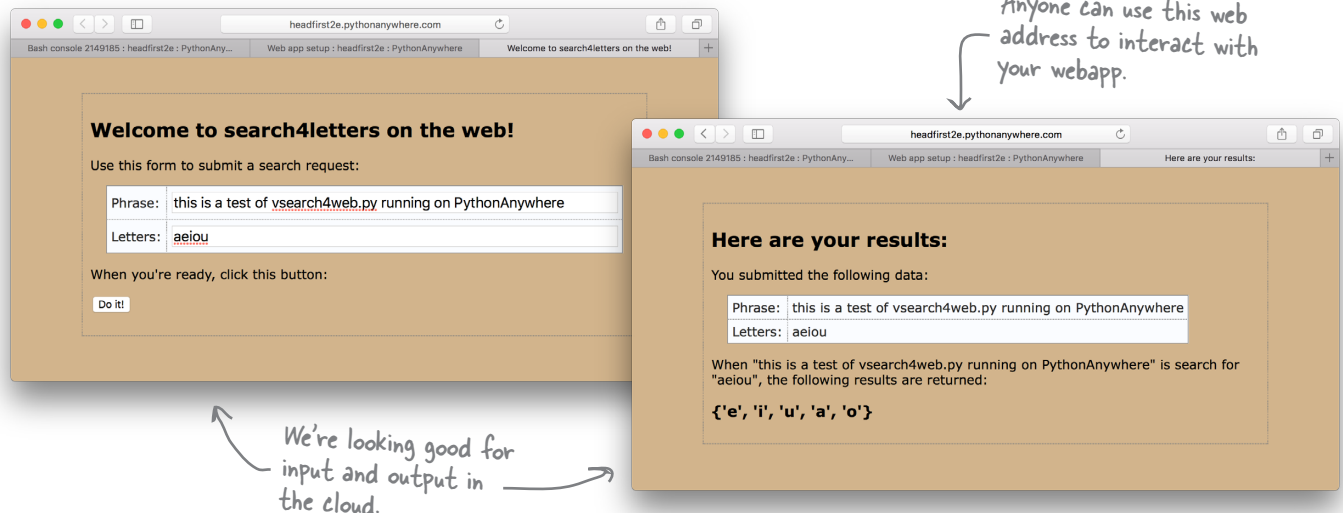 headfirst2e.pythonanywhere.com
Bash console 2149185 : headfirst2e : PythonAny...
Web app setup : headfirst2e : PythonAnywhere
Welcome to search4letters on the web!
+
Welcome to search4letters on the web!
Use this form to submit a search request:
Phrase: this is a test of vsearch4web.py running on PythonAnywhere
Letters: aeiou
When you're ready, click this button:
Do it!
Anyone can use this web
address to interact with
your webapp.
headfirst2e.pythonanywhere.com
Bash console 2149185 : headfirst2e : PythonAny...
Web app setup : headfirst2e : PythonAnywhere
Here are your results:
+
Here are your results:
You submitted the following data:
Phrase: this is a test of vsearch4web.py running on PythonAnywhere
Letters: aeiou
When "this is a test of vsearch4web.py running on PythonAnywhere" is search for
"aeiou", the following results are returned:
{'e', 'i', 'u', 'a', 'o'}
We're looking good for
input and output in
the cloud.